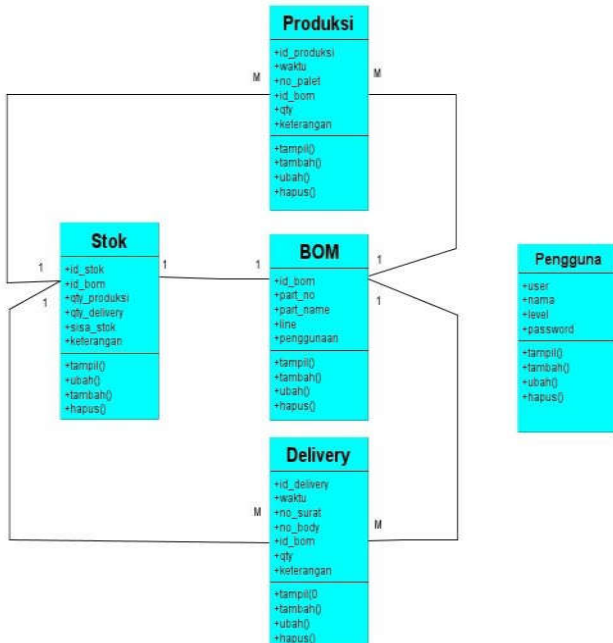 Produksi
+id_produksi
+waktu
+no_palet
+id_bom
+qty
+keterangan
+tampil()
+tambah()
+ubah()
+hapus()
M
M
Stok
+id_stok
+id_bom
+qty_produksi
+qty_delivery
+sisa_stok
+keterangan
+tampil()
+ubah()
+tambah()
+hapus()
1
1
1
1
1
1
BOM
+id_bom
+part_no
+part_name
+line
+penggunaan
+tampil()
+tambah()
+ubah()
+hapus()
Pengguna
+user
+nama
+level
+password
+tampil()
+tambah()
+ubah()
+hapus()
Delivery
+id_delivery
+waktu
+no_surat
+no_body
+id_bom
+qty
+keterangan
+tampil(0
+tambah()
+ubah()
+hapus()
M
M